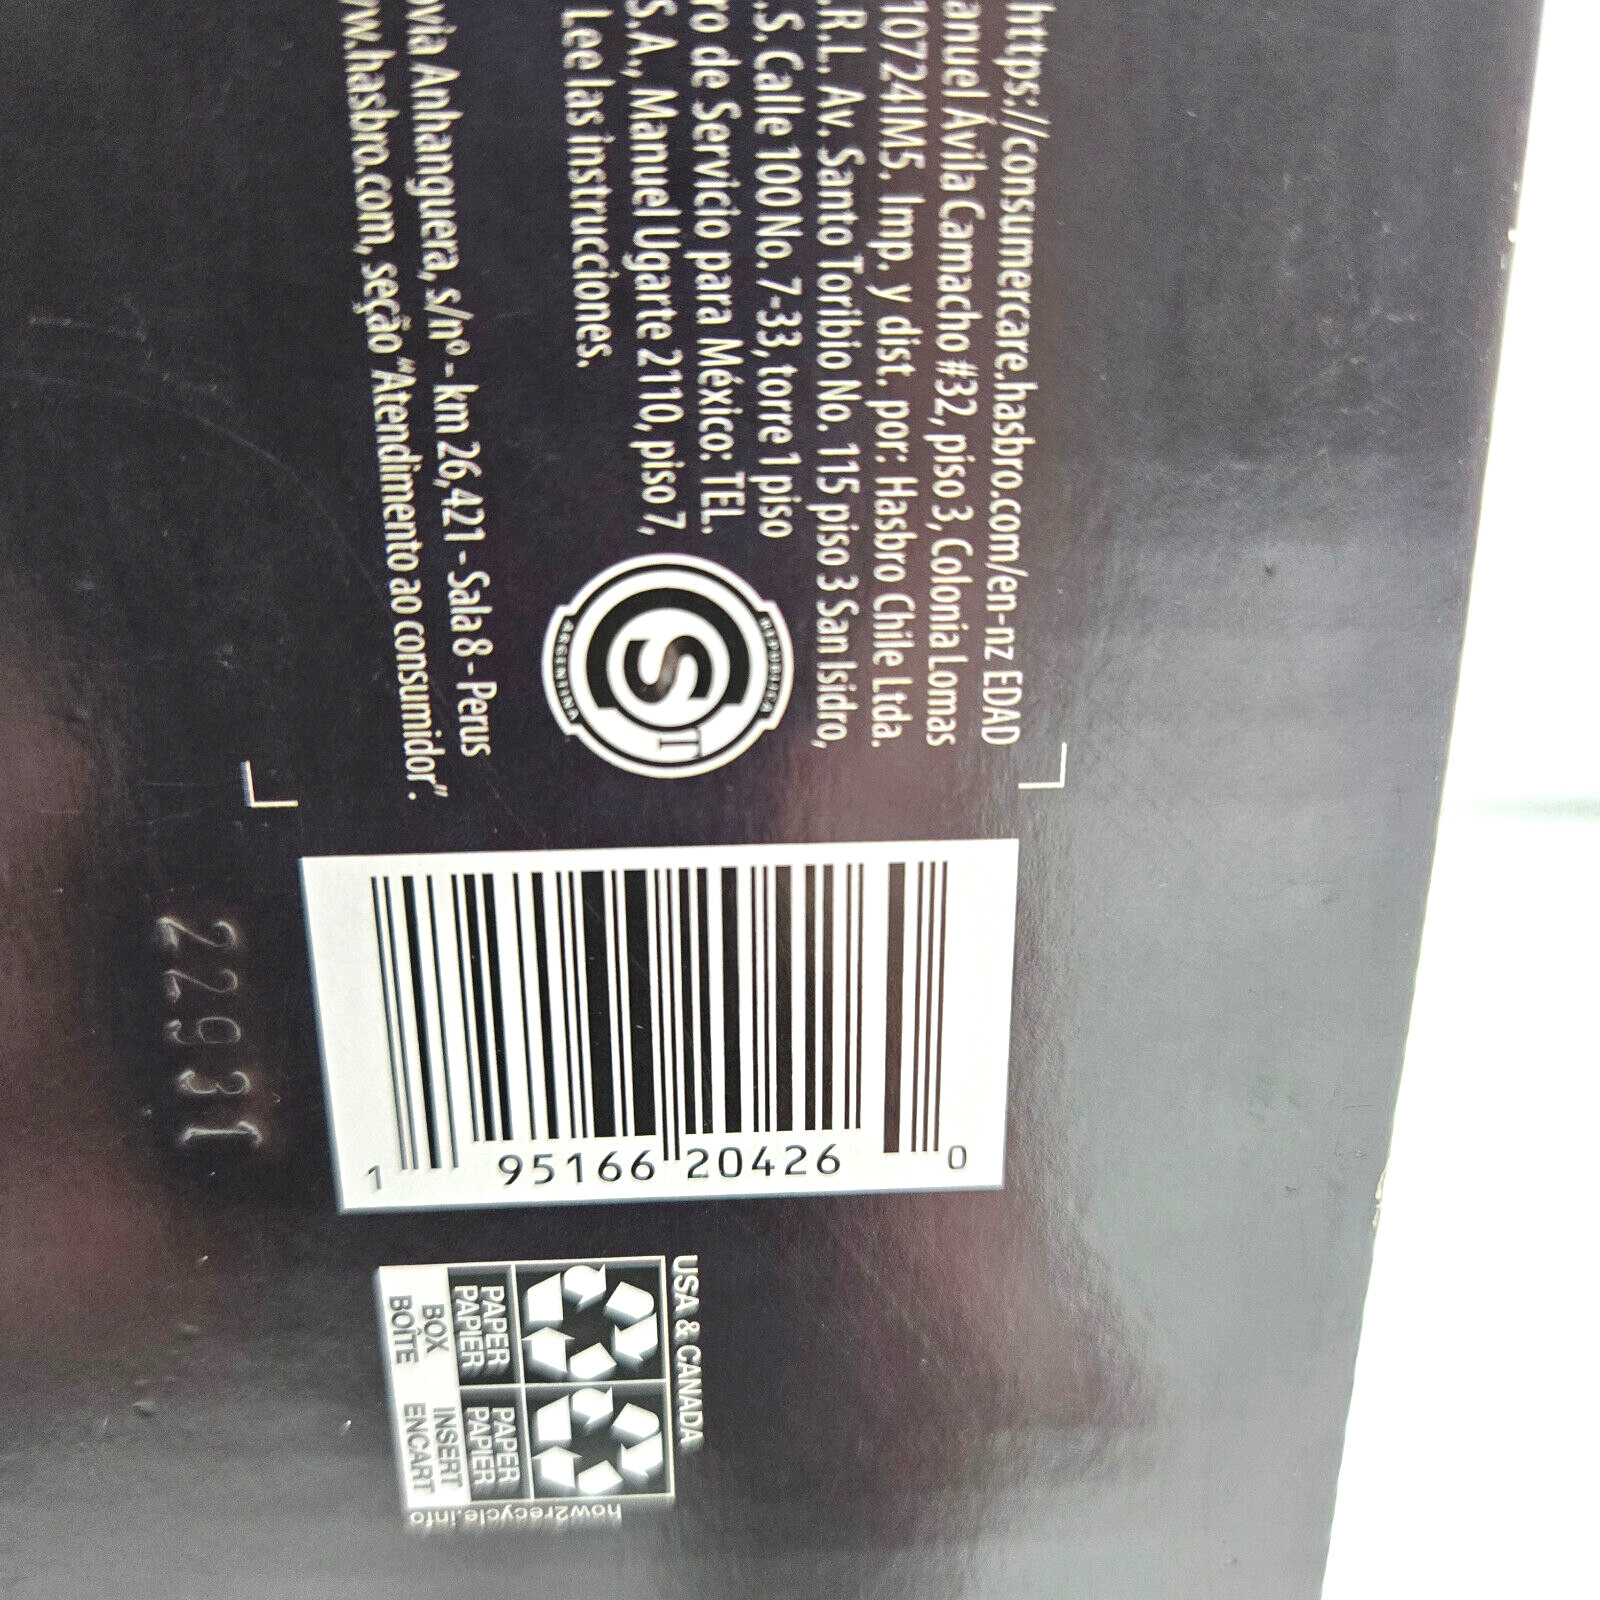 https://consumercare.hasbro.com/en-nz EDAD
anuel Ávila Camacho #32, piso 3, Colonia Lomas
10724IM5. Imp. y dist. por: Hasbro Chile Ltda.
.R.L. Av. Santo Toribio No. 115 piso 3 San Isidro,
.S. Calle 100 No. 7-33, torre 1 piso
ro de Servicio para México: TEL.
S.A., Manuel Ugarte 2110, piso 7,
Lee las instrucciones.
REPUBLICA
S
T
ARGENTINA
ovia Anhanguera, s/nº - km 26,421 - Sala 8 - Perus
w.hasbro.com, seção "Atendimento ao consumidor".
1 95166 20426 0
22931
USA & CANADA
PAPER
PAPIER
BOX
BOÎTE
PAPER
PAPIER
INSERT
ENCART
how2recycle.info